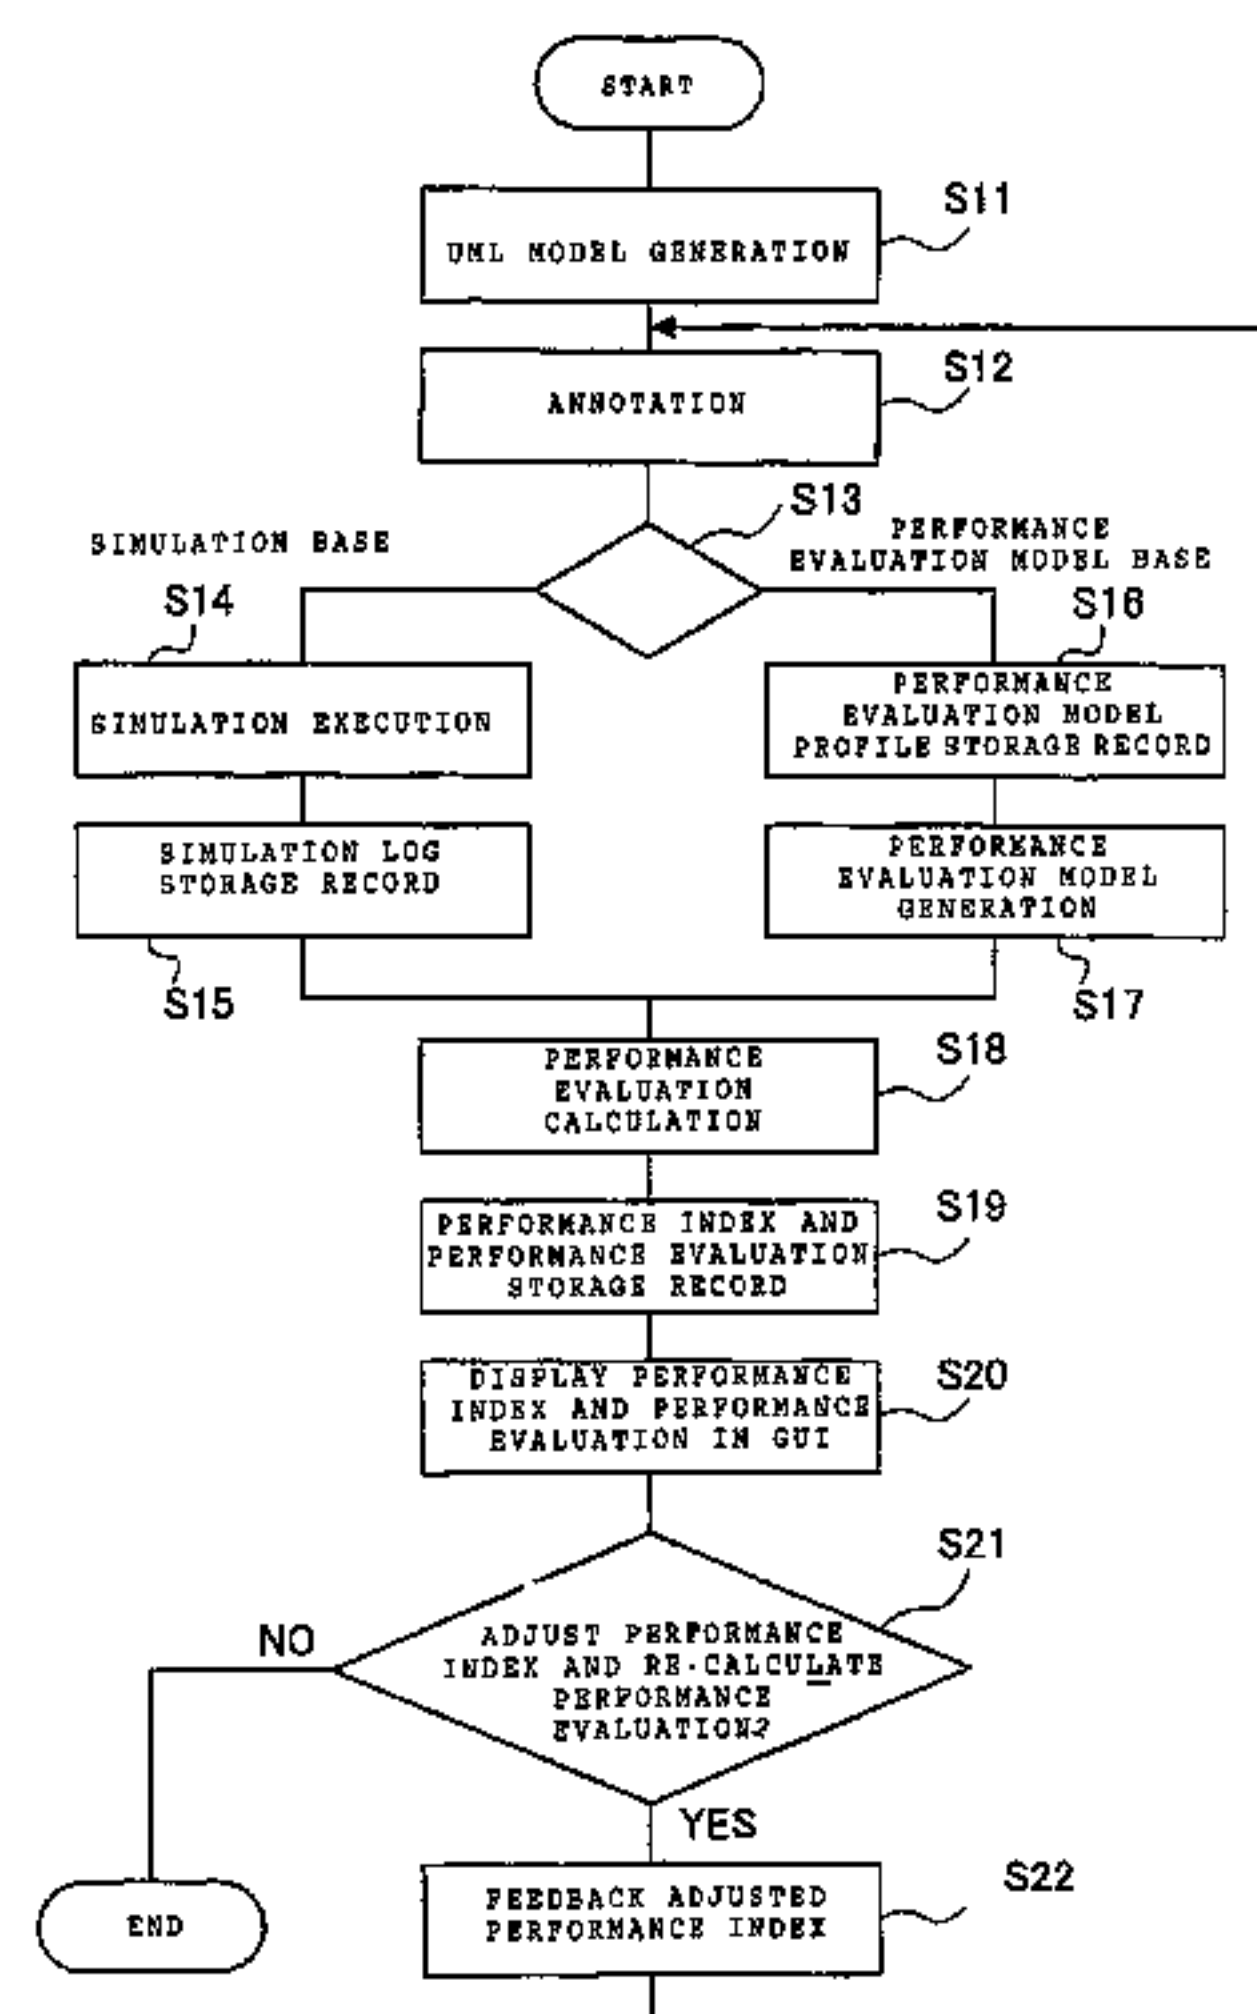 START
S11
UML MODEL GENERATION
S12
ANNOTATION
S13
SIMULATION BASE
PERFORMANCE
EVALUATION MODEL BASE
S14
S16
SIMULATION EXECUTION
PERFORMANCE
EVALUATION MODEL
PROFILE STORAGE RECORD
SIMULATION LOG
STORAGE RECORD
PERFORMANCE
EVALUATION MODEL
GENERATION
S15
S17
S18
PERFORMANCE
EVALUATION
CALCULATION
S19
PERFORMANCE INDEX AND
PERFORMANCE EVALUATION
STORAGE RECORD
S20
DISPLAY PERFORMANCE
INDEX AND PERFORMANCE
EVALUATION IN GUI
S21
NO
ADJUST PERFORMANCE
INDEX AND RE-CALCULATE
PERFORMANCE
EVALUATION?
YES
S22
FEEDBACK ADJUSTED
PERFORMANCE INDEX
END